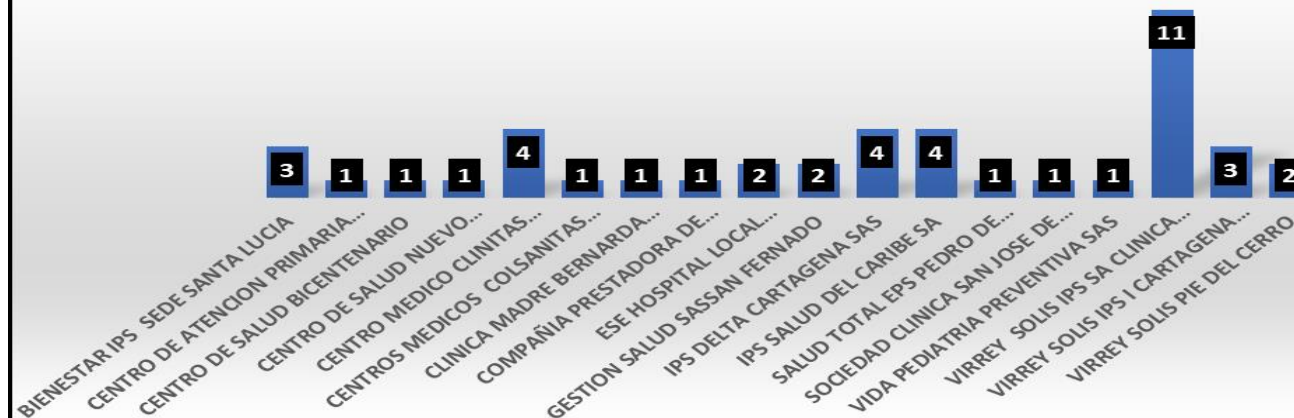 11
3
1
1
1
4
1
1
1
2
2
4
4
1
1
1
3
2
BIENESTAR IPS SEDE SANTA LUCIA
CENTRO DE ATENCION PRIMARIA...
CENTRO DE SALUD BICENTENARIO
CENTRO DE SALUD NUEVO...
CENTRO MEDICO CLINITAS...
CENTROS MEDICOS COLSANITAS...
CLINICA MADRE BERNARDA...
COMPAÑIA PRESTADORA DE...
ESE HOSPITAL LOCAL...
GESTION SALUD SASSAN FERNADO
IPS DELTA CARTAGENA SAS
IPS SALUD DEL CARIBE SA
SALUD TOTAL EPS PEDRO DE...
SOCIEDAD CLINICA SAN JOSE DE...
VIDA PEDIATRIA PREVENTIVA SAS
VIRREY SOLIS IPS SA CLINICA...
VIRREY SOLIS IPS I CARTAGENA...
VIRREY SOLIS PIE DEL CERRO